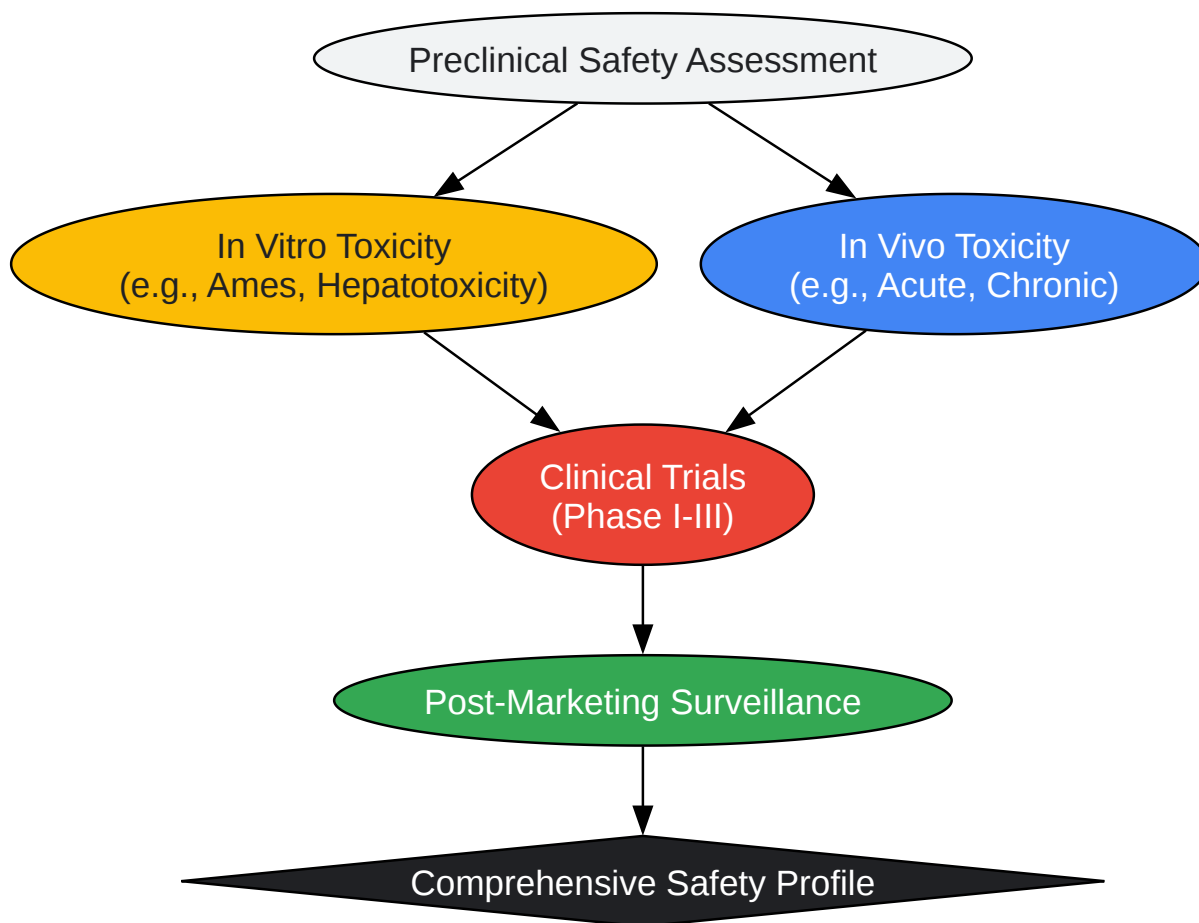 Preclinical Safety Assessment
In Vitro Toxicity
(e.g., Ames, Hepatotoxicity)
In Vivo Toxicity
(e.g., Acute, Chronic)
Clinical Trials
(Phase I-III)
Post-Marketing Surveillance
Comprehensive Safety Profile